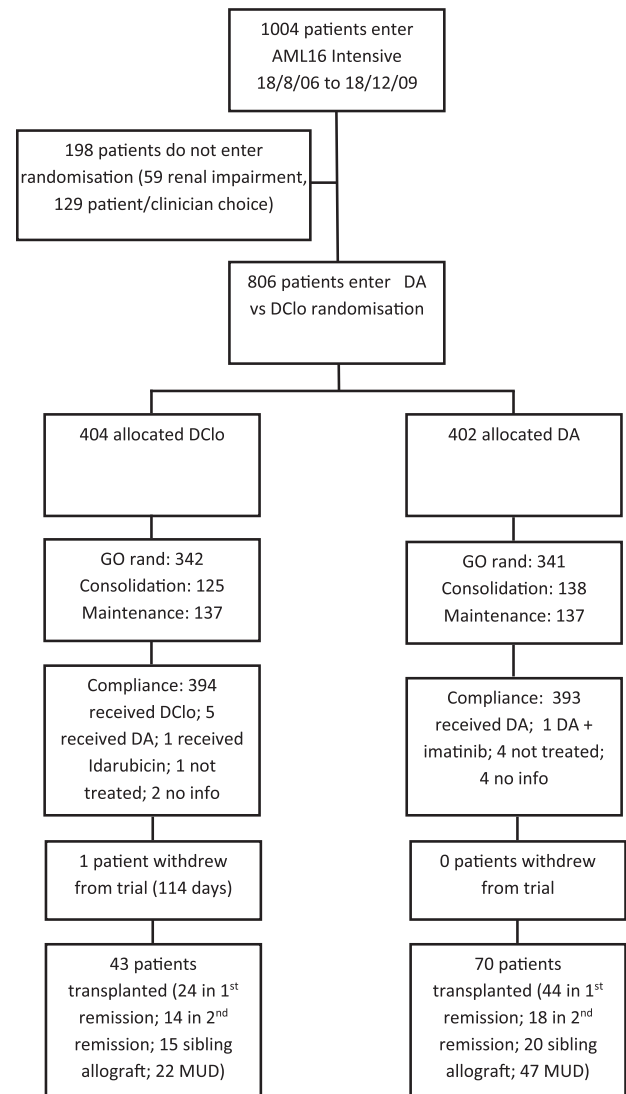 1004 patients enter
AML16 Intensive
18/8/06 to 18/12/09
198 patients do not enter
randomisation (59 renal impairment,
129 patient/clinician choice)
806 patients enter DA
vs DClo randomisation
404 allocated DClo
402 allocated DA
GO rand: 342
Consolidation: 125
Maintenance: 137
GO rand: 341
Consolidation: 138
Maintenance: 137
Compliance: 394
received DClo; 5
received DA; 1 received
Idarubicin; 1 not
treated; 2 no info
Compliance: 393
received DA; 1 DA +
imatinib; 4 not treated;
4 no info
1 patient withdrew
from trial (114 days)
0 patients withdrew
from trial
43 patients
transplanted (24 in 1st
remission; 14 in 2nd
remission; 15 sibling
allograft; 22 MUD)
70 patients
transplanted (44 in 1st
remission; 18 in 2nd
remission; 20 sibling
allograft; 47 MUD)